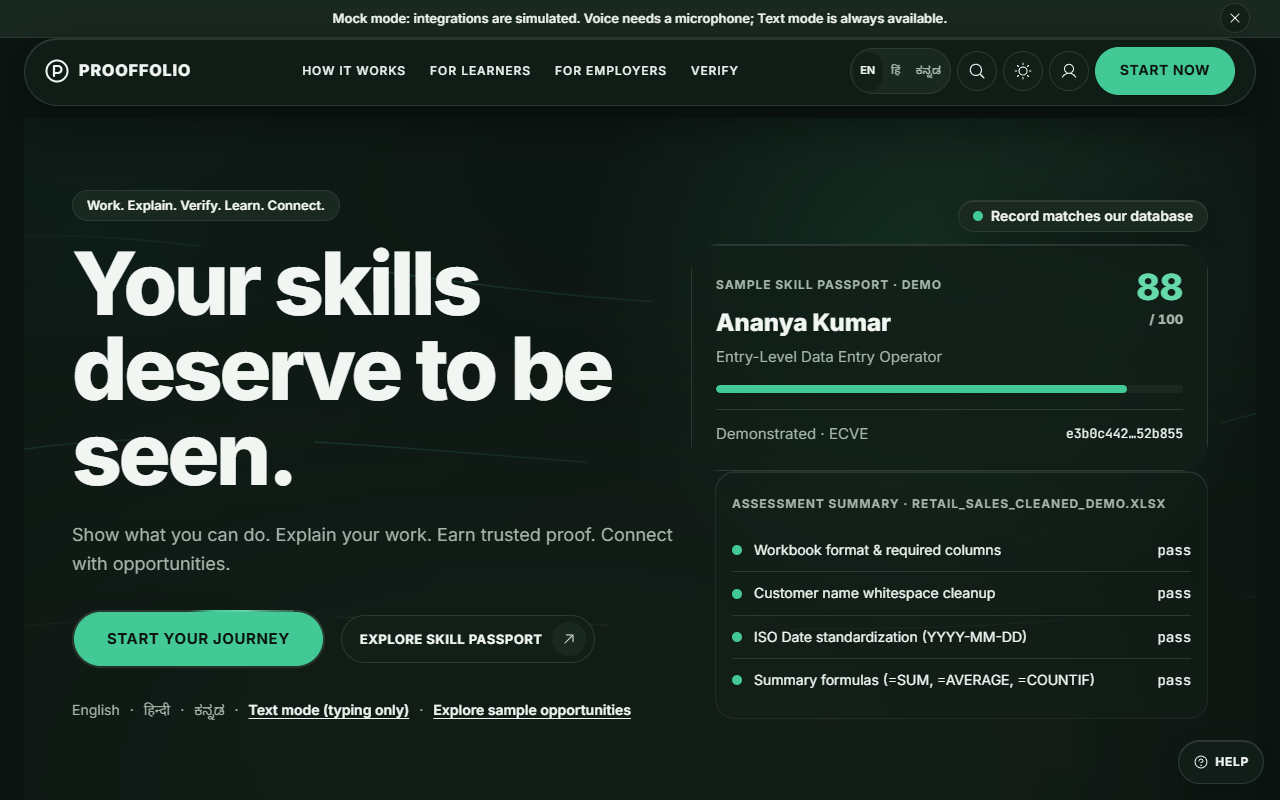 Mock mode: integrations are simulated. Voice needs a microphone; Text mode is always available.
PROOFFOLIO
HOW IT WORKS FOR LEARNERS FOR EMPLOYERS VERIFY
EN हिं ಕನ್ನಡ
START NOW
Work. Explain. Verify. Learn. Connect.
Your skills
deserve to be
seen.
Show what you can do. Explain your work. Earn trusted proof. Connect
with opportunities.
START YOUR JOURNEY
EXPLORE SKILL PASSPORT
English · हिन्दी · ಕನ್ನಡ · Text mode (typing only) · Explore sample opportunities
Record matches our database
SAMPLE SKILL PASSPORT · DEMO
88
/ 100
Ananya Kumar
Entry-Level Data Entry Operator
Demonstrated · ECVE
e3b0c442…52b855
ASSESSMENT SUMMARY · RETAIL_SALES_CLEANED_DEMO.XLSX
Workbook format & required columns pass
Customer name whitespace cleanup pass
ISO Date standardization (YYYY-MM-DD) pass
Summary formulas (=SUM, =AVERAGE, =COUNTIF) pass
HELP